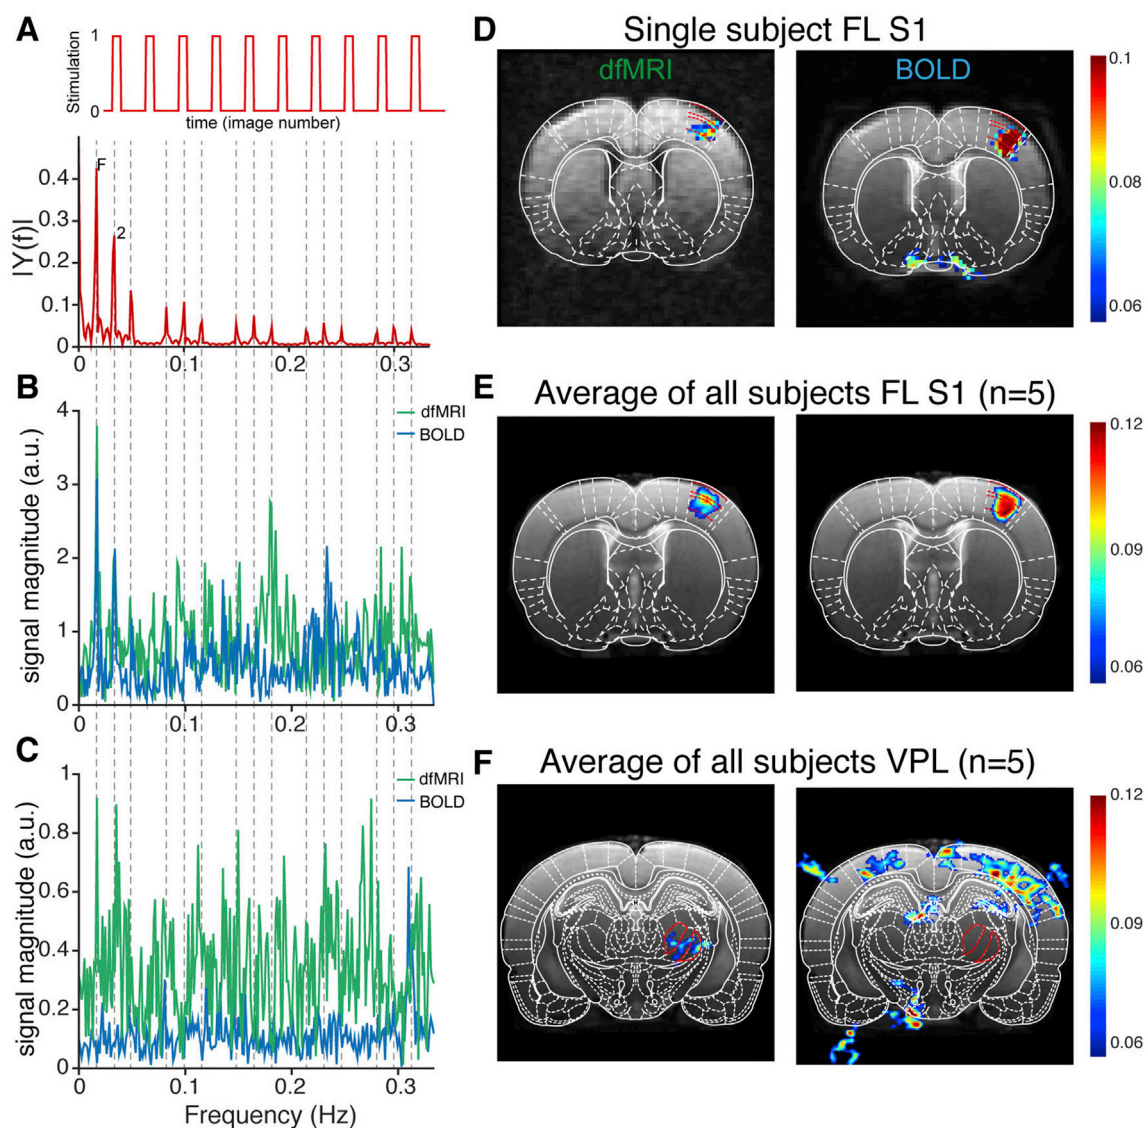 A
Stimulation
1
0
time (image number)
|Y(f)|
0.4
0.3
0.2
0.1
0
F
2
0
0.1
0.2
0.3
B
dfMRI
BOLD
signal magnitude (a.u.)
4
3
2
1
0
0
0.1
0.2
0.3
C
dfMRI
BOLD
signal magnitude (a.u.)
1
0.8
0.6
0.4
0.2
0
0
0.1
0.2
0.3
Frequency (Hz)
D
Single subject FL S1
dfMRI
BOLD
0.1
0.08
0.06
E
Average of all subjects FL S1 (n=5)
0.12
0.09
0.06
F
Average of all subjects VPL (n=5)
0.12
0.09
0.06